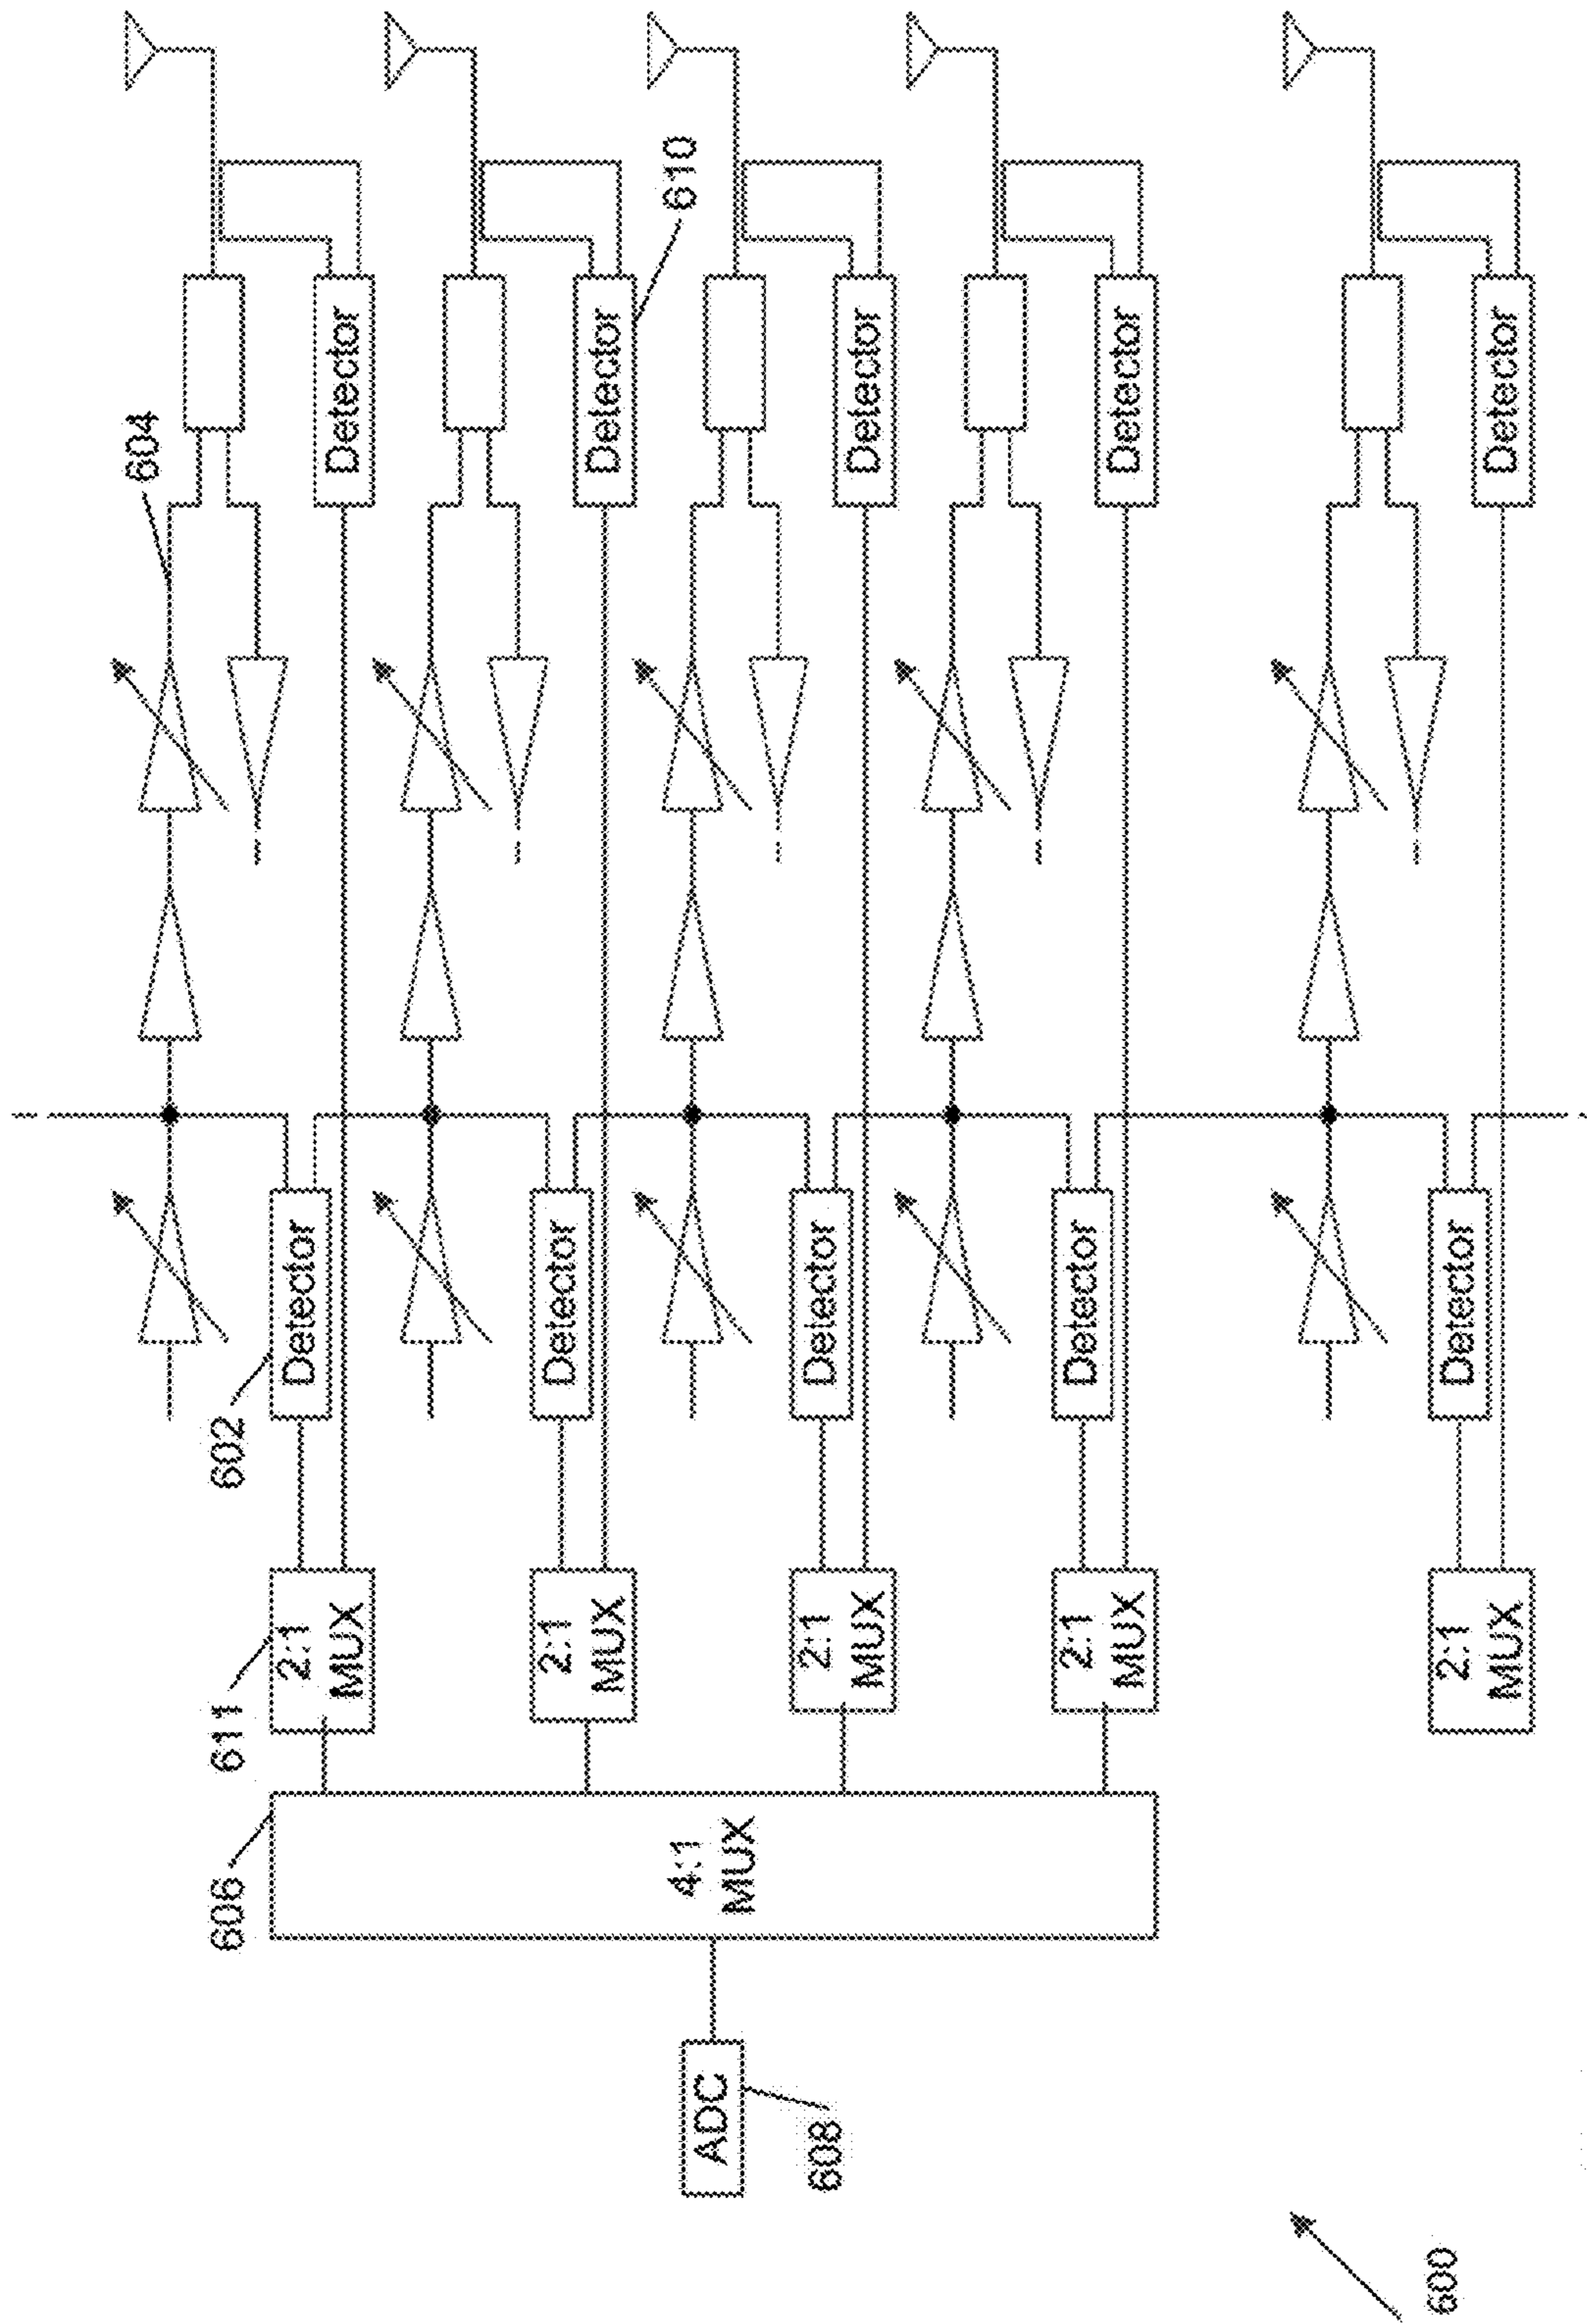 604
Detector
Detector
610
Detector
Detector
Detector
602
Detector
Detector
Detector
Detector
Detector
611
2:1
MUX
2:1
MUX
2:1
MUX
2:1
MUX
2:1
MUX
606
4:1
MUX
ADC
608
600